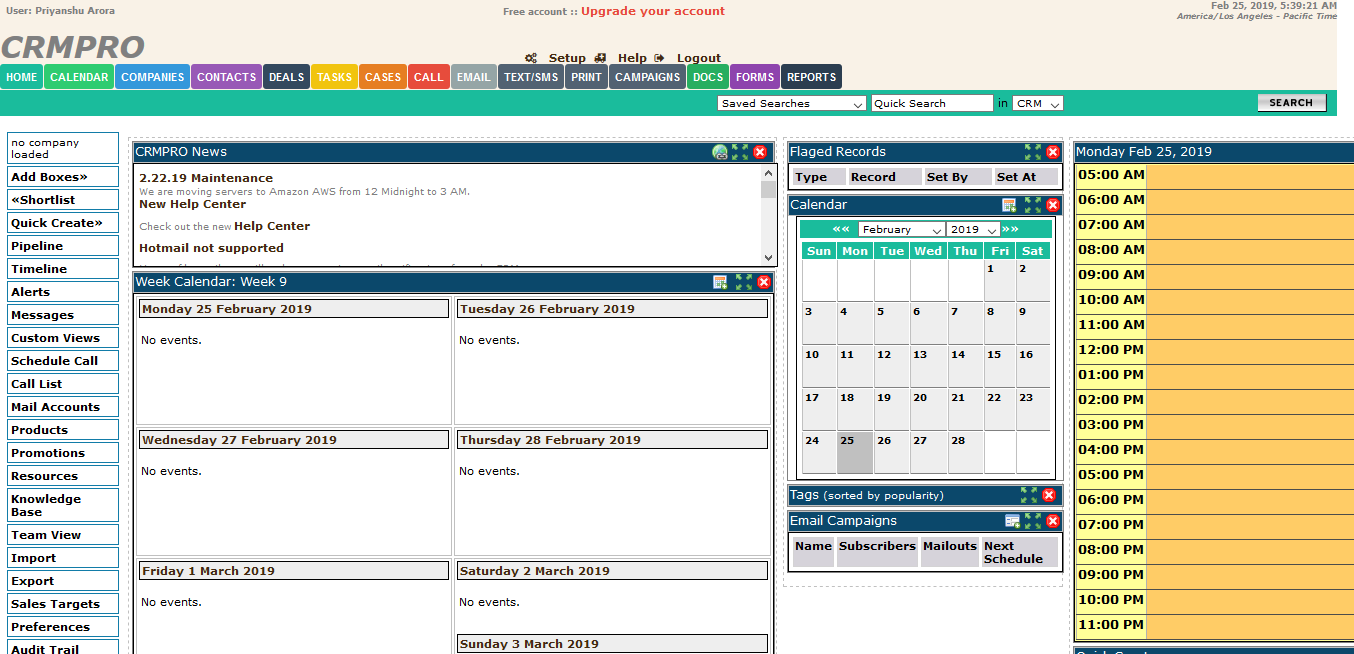 User: Priyanshu Arora
Free account :: Upgrade your account
Feb 25, 2019, 5:39:21 AM
America/Los Angeles - Pacific Time
CRMPRO
Setup Help Logout
HOME CALENDAR COMPANIES CONTACTS DEALS TASKS CASES CALL EMAIL TEXT/SMS PRINT CAMPAIGNS DOCS FORMS REPORTS
Saved Searches Quick Search in CRM SEARCH
no company
loaded
Add Boxes»
«Shortlist
Quick Create»
Pipeline
Timeline
Alerts
Messages
Custom Views
Schedule Call
Call List
Mail Accounts
Products
Promotions
Resources
Knowledge
Base
Team View
Import
Export
Sales Targets
Preferences
Audit Trail
CRMPRO News
2.22.19 Maintenance
We are moving servers to Amazon AWS from 12 Midnight to 3 AM.
New Help Center
Check out the new Help Center
Hotmail not supported
Week Calendar: Week 9
Monday 25 February 2019
No events.
Tuesday 26 February 2019
No events.
Wednesday 27 February 2019
No events.
Thursday 28 February 2019
No events.
Friday 1 March 2019
No events.
Saturday 2 March 2019
No events.
Sunday 3 March 2019
Flaged Records
Type Record Set By Set At
Calendar
«« February 2019 »»
Sun Mon Tue Wed Thu Fri Sat
1 2
3 4 5 6 7 8 9
10 11 12 13 14 15 16
17 18 19 20 21 22 23
24 25 26 27 28
Tags (sorted by popularity)
Email Campaigns
Name Subscribers Mailouts Next
Schedule
Monday Feb 25, 2019
05:00 AM
06:00 AM
07:00 AM
08:00 AM
09:00 AM
10:00 AM
11:00 AM
12:00 PM
01:00 PM
02:00 PM
03:00 PM
04:00 PM
05:00 PM
06:00 PM
07:00 PM
08:00 PM
09:00 PM
10:00 PM
11:00 PM